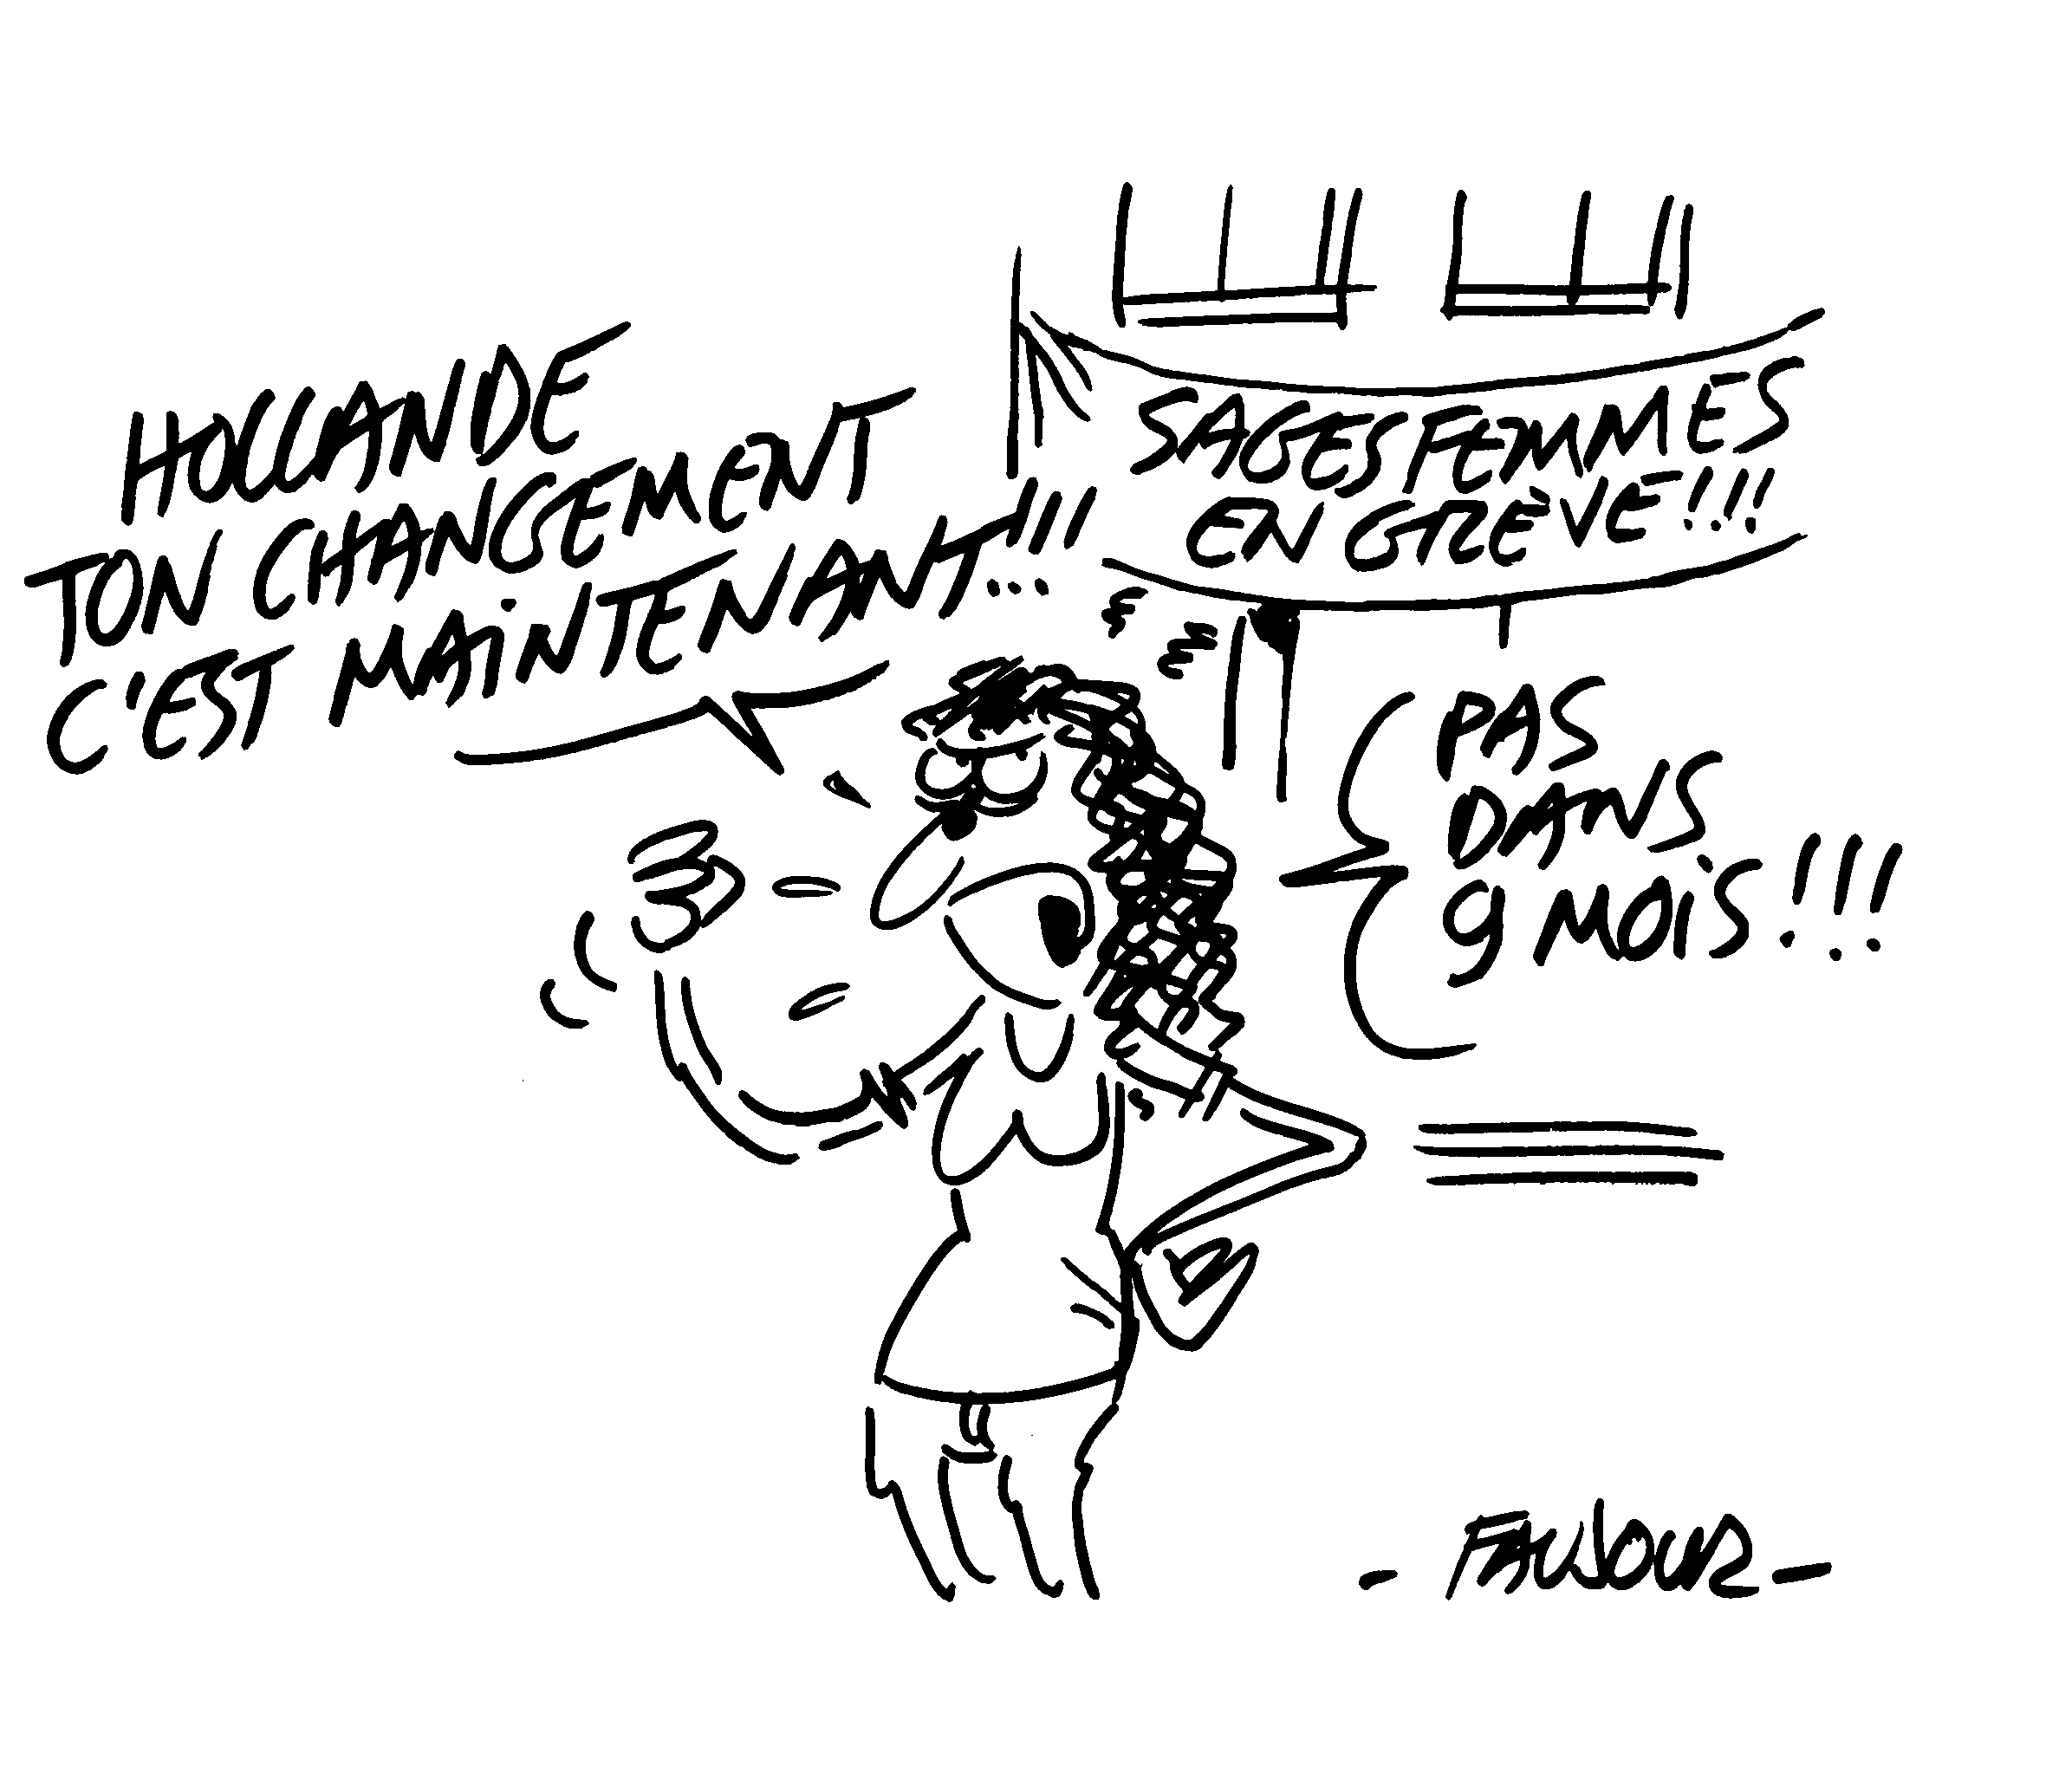 HOLLANDE
TON CHANGEMENT
C'EST MAiNTENANT!!!
SAGES FEMMES
EN GRÈVE!!!!
PAS
DANS
9 MOiS!!!
- FAUJOUR -